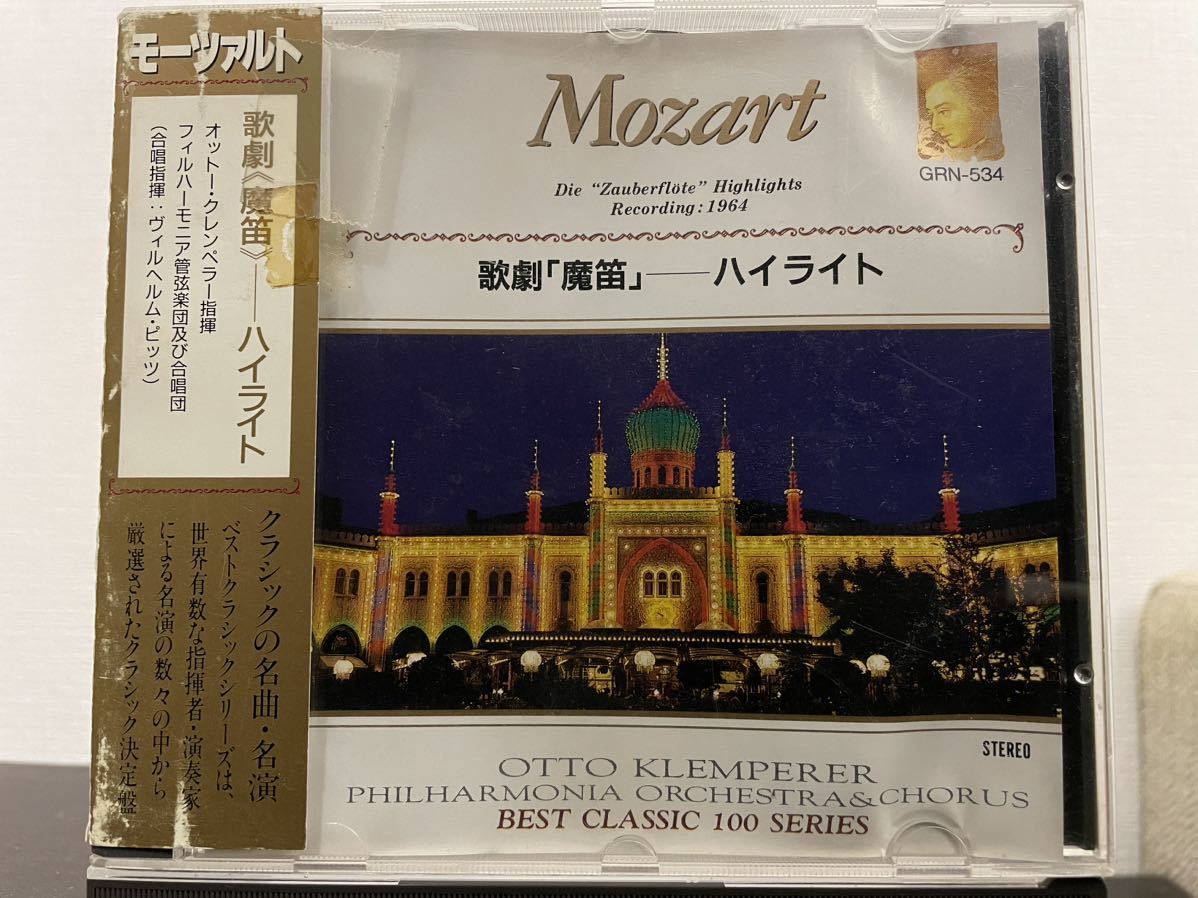 モーツァルト
歌劇《魔笛》──ハイライト
オットー・クレンペラー指揮
フィルハーモニア管弦楽団及び合唱団
(合唱指揮：ヴィルヘルム・ピッツ)
クラシックの名曲・名演
ベストクラシックシリーズは、
世界有数な指揮者・演奏家
による名演の数々の中から
厳選されたクラシック決定盤
Mozart
GRN-534
Die “Zauberflöte” Highlights
Recording: 1964
歌劇「魔笛」──ハイライト
STEREO
OTTO KLEMPERER
PHILHARMONIA ORCHESTRA&CHORUS
BEST CLASSIC 100 SERIES